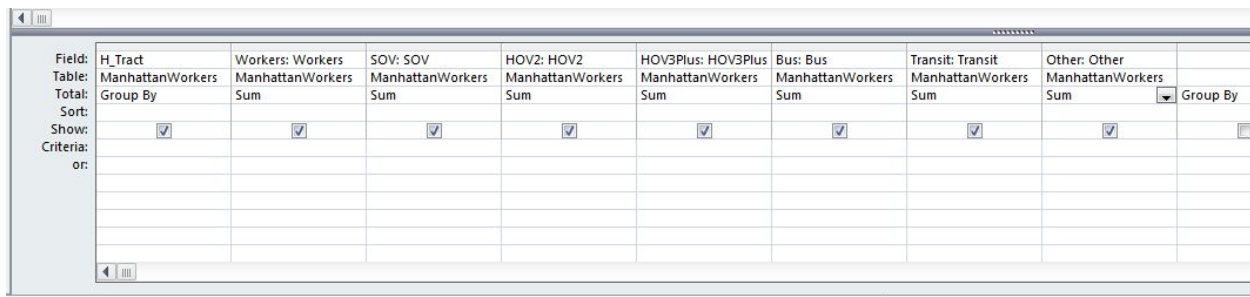 Field: H_Tract Workers: Workers SOV: SOV HOV2: HOV2 HOV3Plus: HOV3Plus Bus: Bus Transit: Transit Other: Other
Table: ManhattanWorkers ManhattanWorkers ManhattanWorkers ManhattanWorkers ManhattanWorkers ManhattanWorkers ManhattanWorkers ManhattanWorkers
Total: Group By Sum Sum Sum Sum Sum Sum Sum Group By
Sort:
Show:
Criteria:
or: